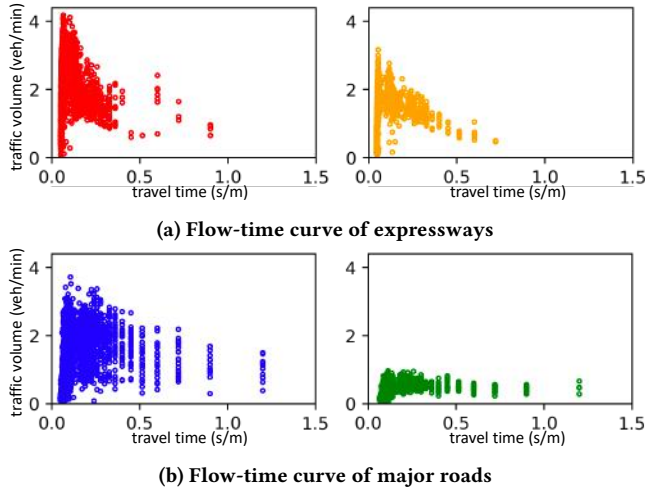 traffic volume (veh/min)
4
2
0
0.0 0.5 1.0 1.5
travel time (s/m)
4
2
0
0.0 0.5 1.0 1.5
travel time (s/m)
(a) Flow-time curve of expressways
traffic volume (veh/min)
4
2
0
0.0 0.5 1.0 1.5
travel time (s/m)
4
2
0
0.0 0.5 1.0 1.5
travel time (s/m)
(b) Flow-time curve of major roads